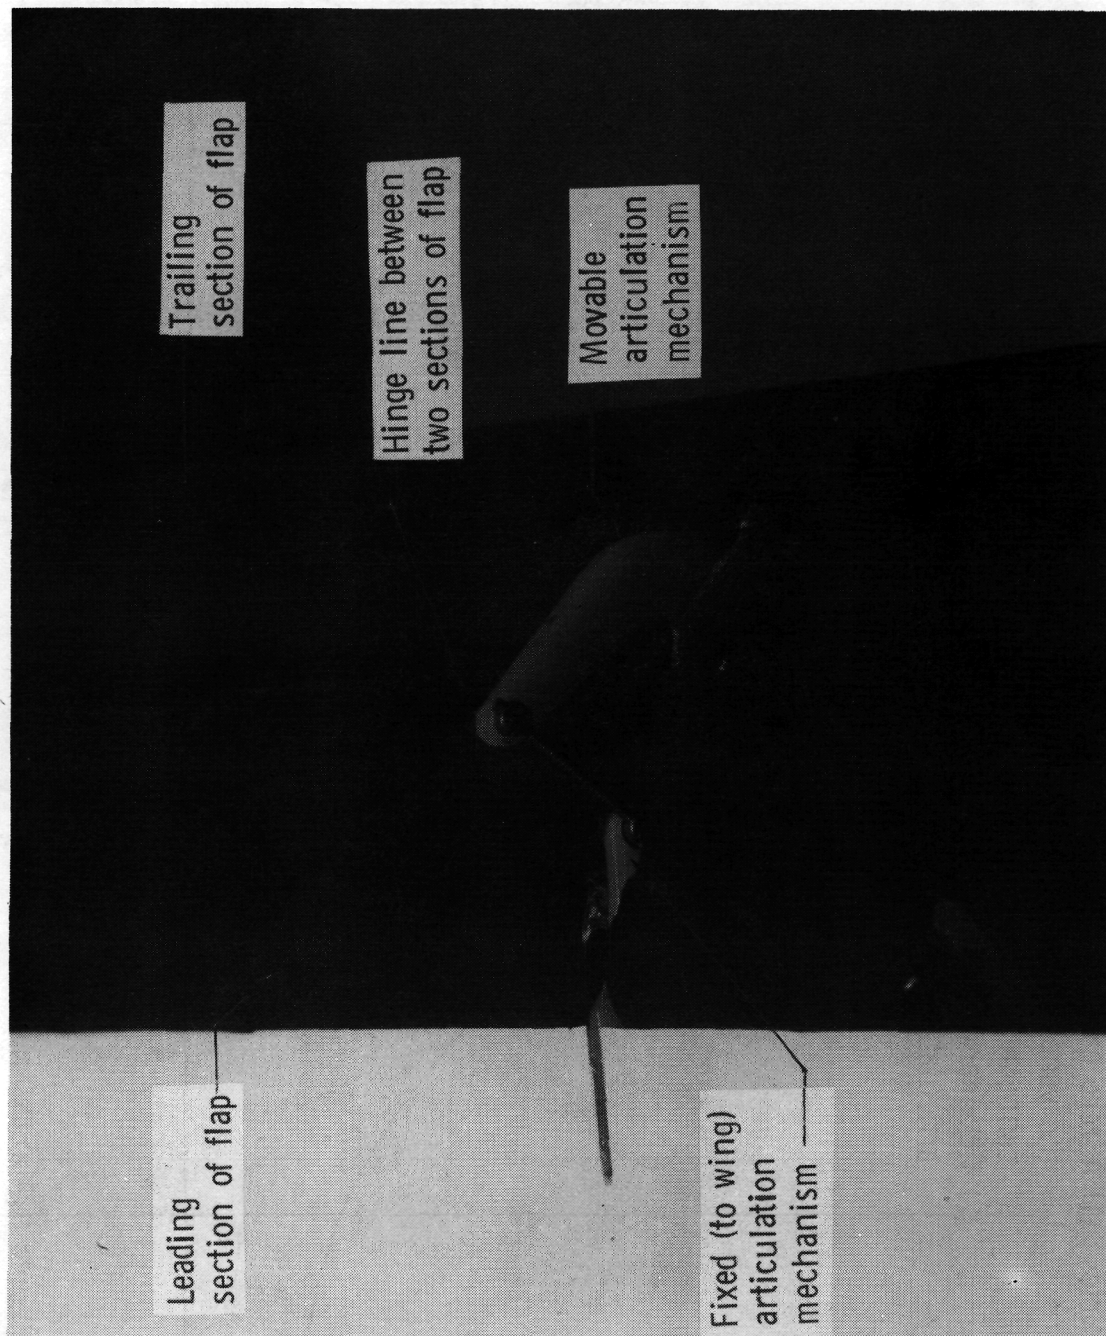 Leading
section of flap
Trailing
section of flap
Hinge line between
two sections of flap
Movable
articulation
mechanism
Fixed (to wing)
articulation
mechanism